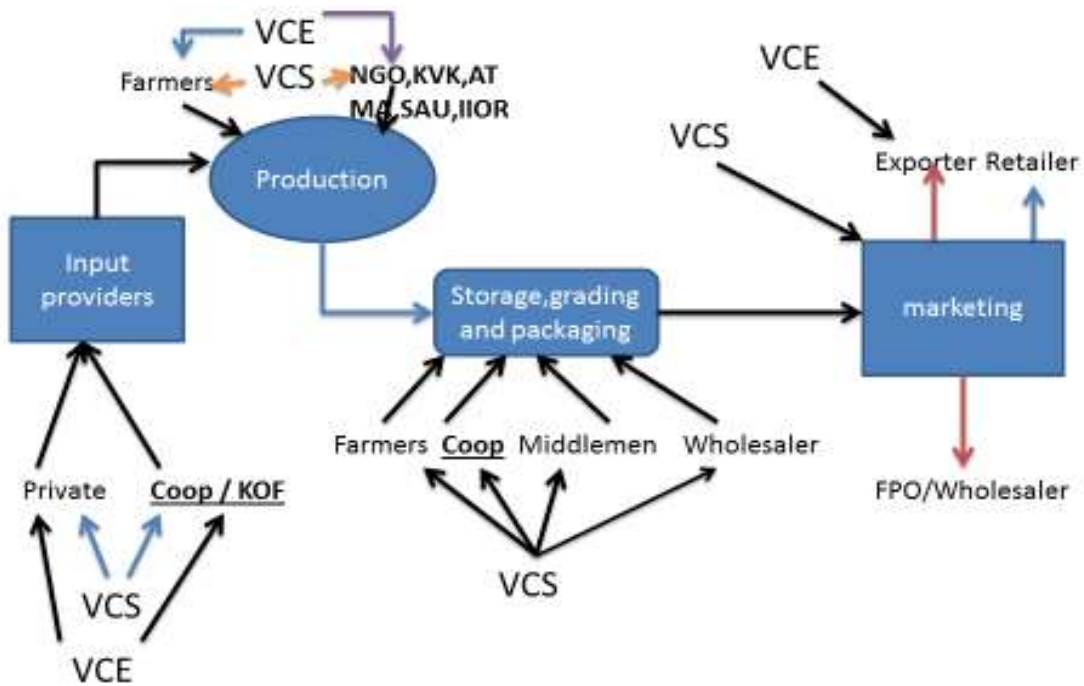 VCE
Farmers
VCS
NGO,KVK,AT
MA,SAU,IIOR
Production
Input
providers
Storage,grading
and packaging
VCE
VCS
Exporter Retailer
marketing
Farmers Coop Middlemen Wholesaler
FPO/Wholesaler
Private Coop / KOF
VCS
VCS
VCE